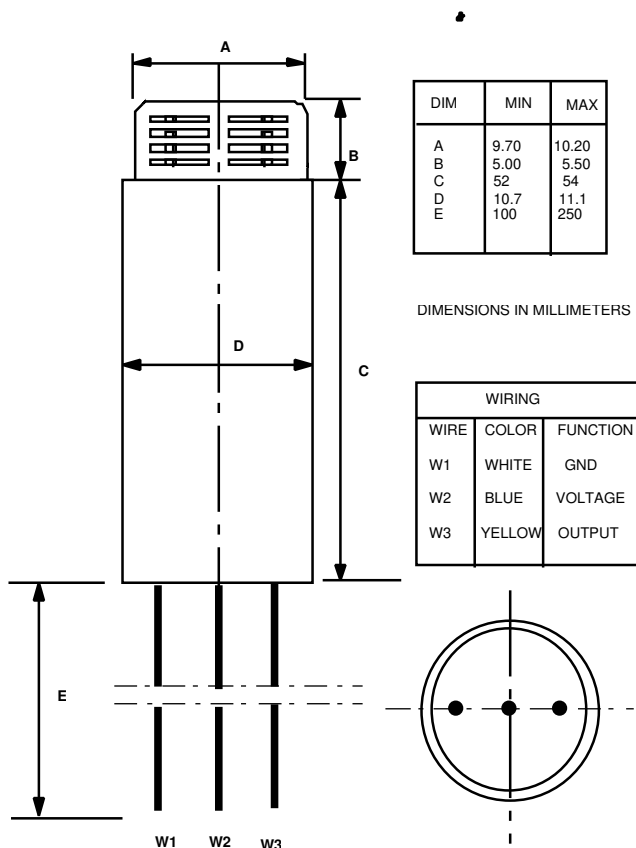 A
B
D
C
E
W1 W2 W3
DIM MIN MAX
A 9.70 10.20
B 5.00 5.50
C 52 54
D 10.7 11.1
E 100 250
DIMENSIONS IN MILLIMETERS
WIRING
WIRE COLOR FUNCTION
W1 WHITE GND
W2 BLUE VOLTAGE
W3 YELLOW OUTPUT